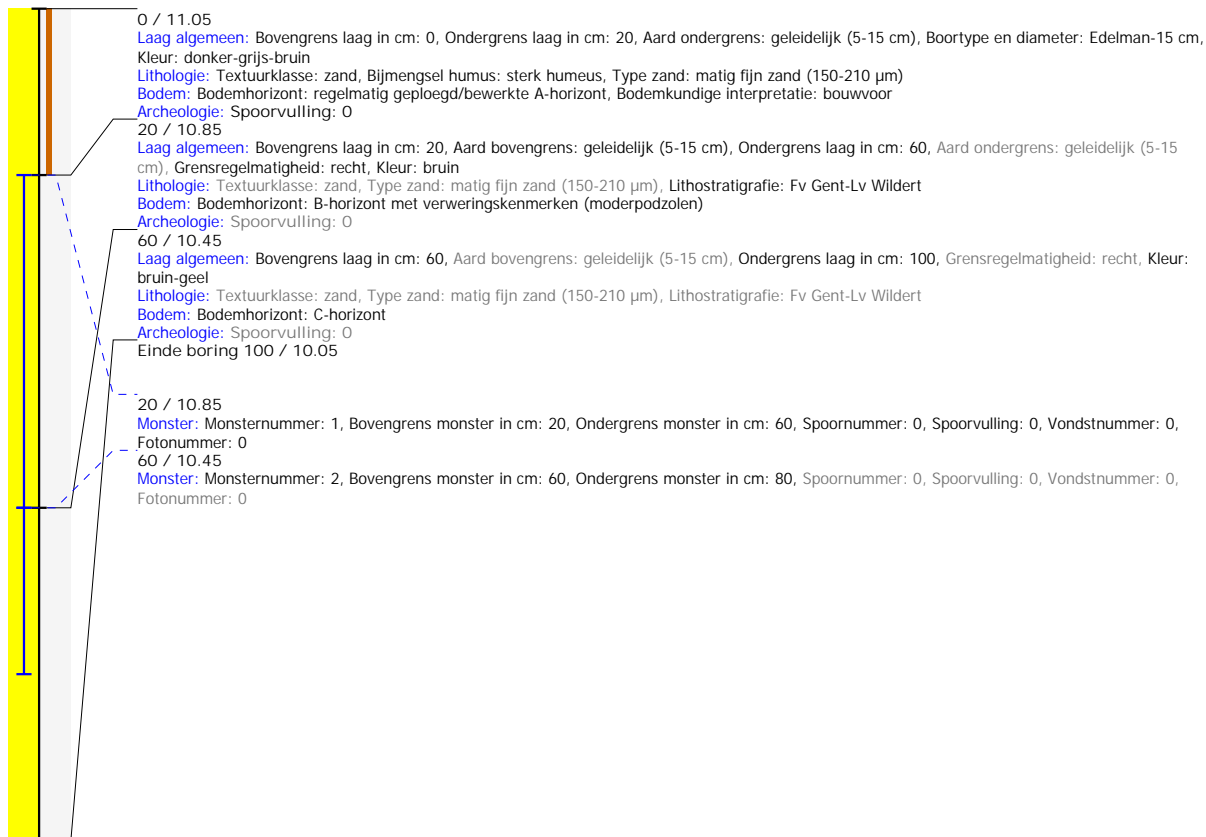 0 / 11.05
Laag algemeen: Bovengrens laag in cm: 0, Ondergrens laag in cm: 20, Aard ondergrens: geleidelijk (5-15 cm), Boortype en diameter: Edelman-15 cm,
Kleur: donker-grijs-bruin
Lithologie: Textuurklasse: zand, Bijmengsel humus: sterk humeus, Type zand: matig fijn zand (150-210 µm)
Bodem: Bodemhorizont: regelmatig geploegd/bewerkte A-horizont, Bodemkundige interpretatie: bouwvoor
Archeologie: Spoorvulling: 0
20 / 10.85
Laag algemeen: Bovengrens laag in cm: 20, Aard bovengrens: geleidelijk (5-15 cm), Ondergrens laag in cm: 60, Aard ondergrens: geleidelijk (5-15
cm), Grensregelmatigheid: recht, Kleur: bruin
Lithologie: Textuurklasse: zand, Type zand: matig fijn zand (150-210 µm), Lithostratigrafie: Fv Gent-Lv Wildert
Bodem: Bodemhorizont: B-horizont met verweringskenmerken (moderpodzolen)
Archeologie: Spoorvulling: 0
60 / 10.45
Laag algemeen: Bovengrens laag in cm: 60, Aard bovengrens: geleidelijk (5-15 cm), Ondergrens laag in cm: 100, Grensregelmatigheid: recht, Kleur:
bruin-geel
Lithologie: Textuurklasse: zand, Type zand: matig fijn zand (150-210 µm), Lithostratigrafie: Fv Gent-Lv Wildert
Bodem: Bodemhorizont: C-horizont
Archeologie: Spoorvulling: 0
Einde boring 100 / 10.05
20 / 10.85
Monster: Monsternummer: 1, Bovengrens monster in cm: 20, Ondergrens monster in cm: 60, Spoornummer: 0, Spoorvulling: 0, Vondstnummer: 0,
Fotonummer: 0
60 / 10.45
Monster: Monsternummer: 2, Bovengrens monster in cm: 60, Ondergrens monster in cm: 80, Spoornummer: 0, Spoorvulling: 0, Vondstnummer: 0,
Fotonummer: 0